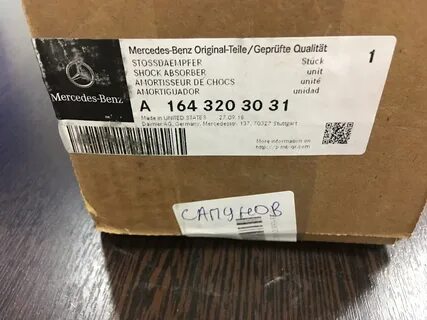 Mercedes-Benz
Mercedes-Benz Original-Teile/Geprüfte Qualität
STOSSDAEMPFER Stück 1
SHOCK ABSORBER unit
AMORTISSEUR DE CHOCS unité
AMORTIGUADOR unidad
A 164 320 30 31
Made in UNITED STATES 27.09.16
Daimler AG, Germany, Mercedesstr. 137, 70327 Stuttgart
More information on
САПУНОВ